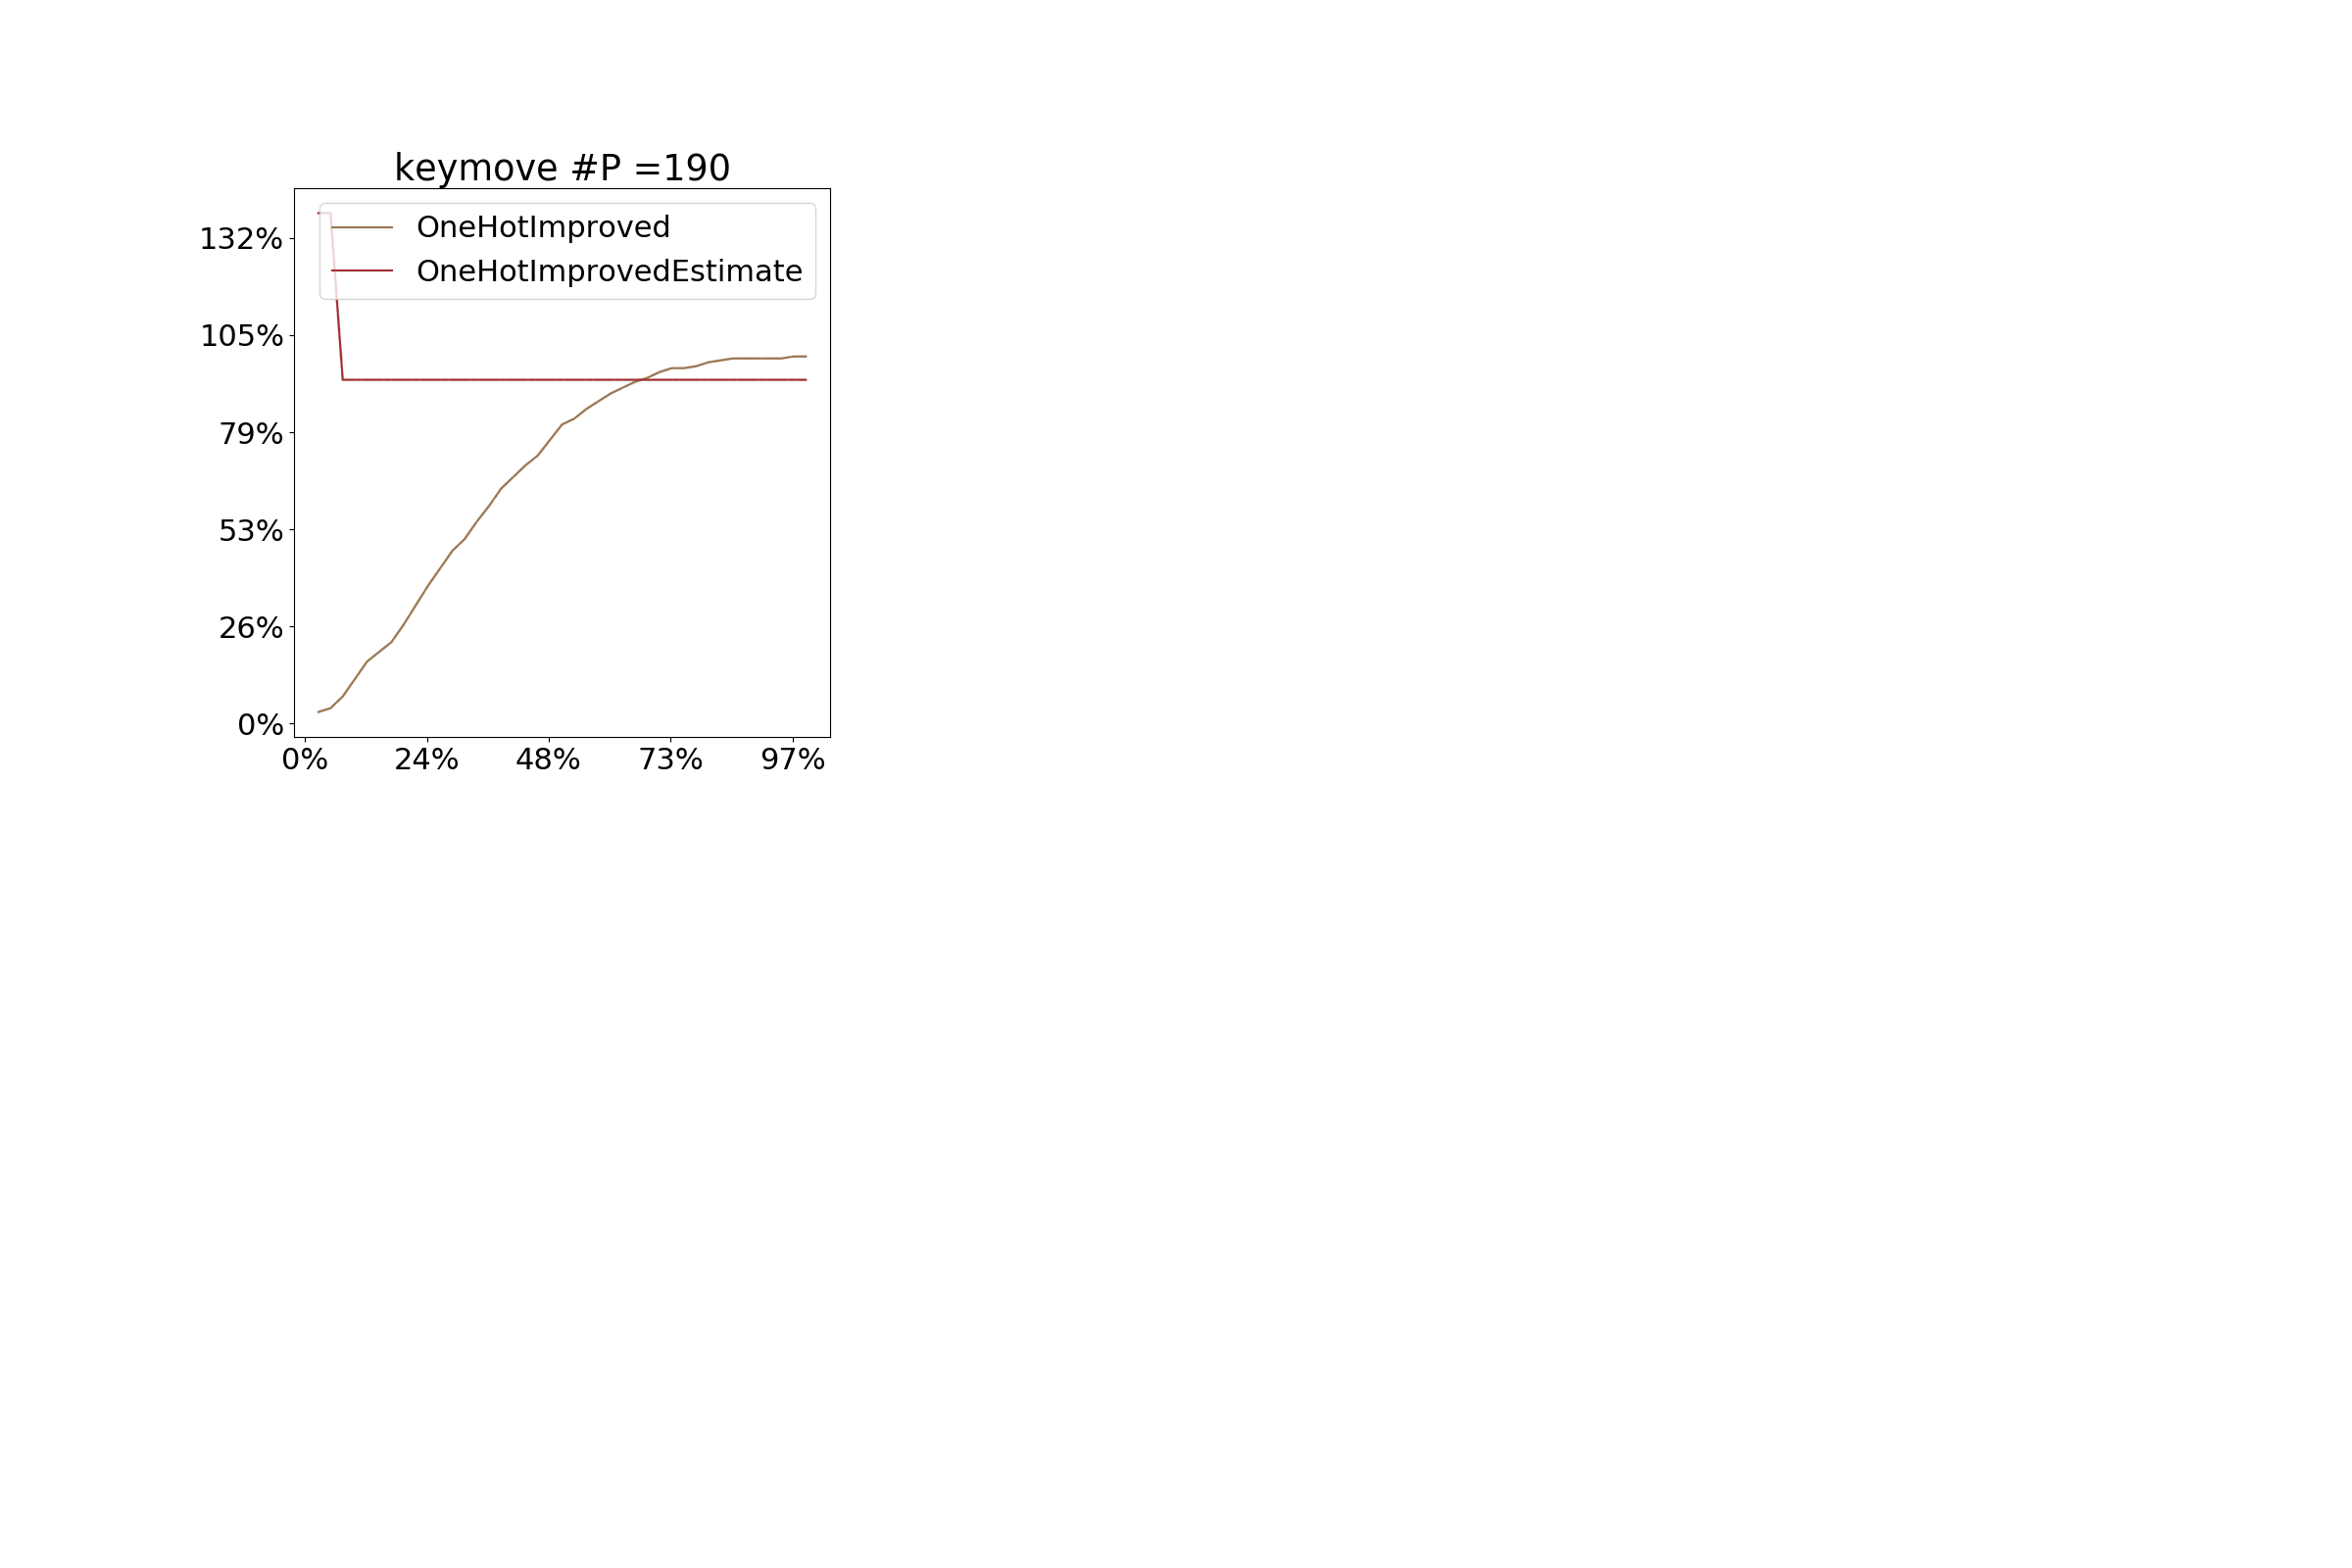 keymove #P =190
OneHotImproved
OneHotImprovedEstimate
132%
105%
79%
53%
26%
0%
0% 24% 48% 73% 97%